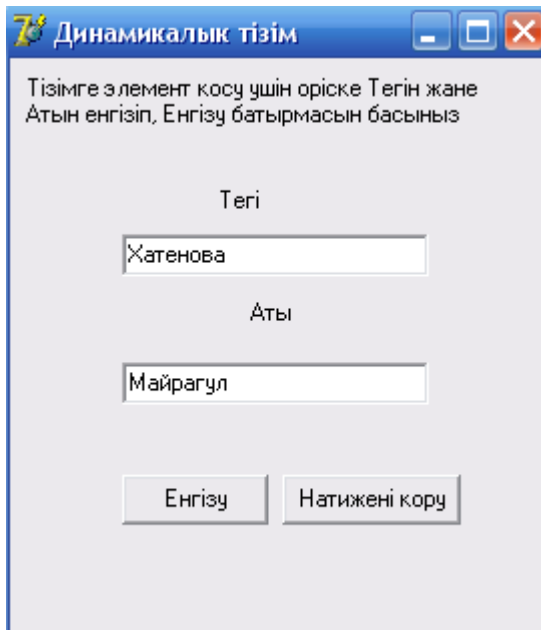 Динамикалык тізім
Тізімге элемент косу ушін оріске Тегін жане
Атын енгізіп, Енгізу батырмасын басыныз
Тегі
Хатенова
Аты
Майрагул
Енгізу
Натижені кору